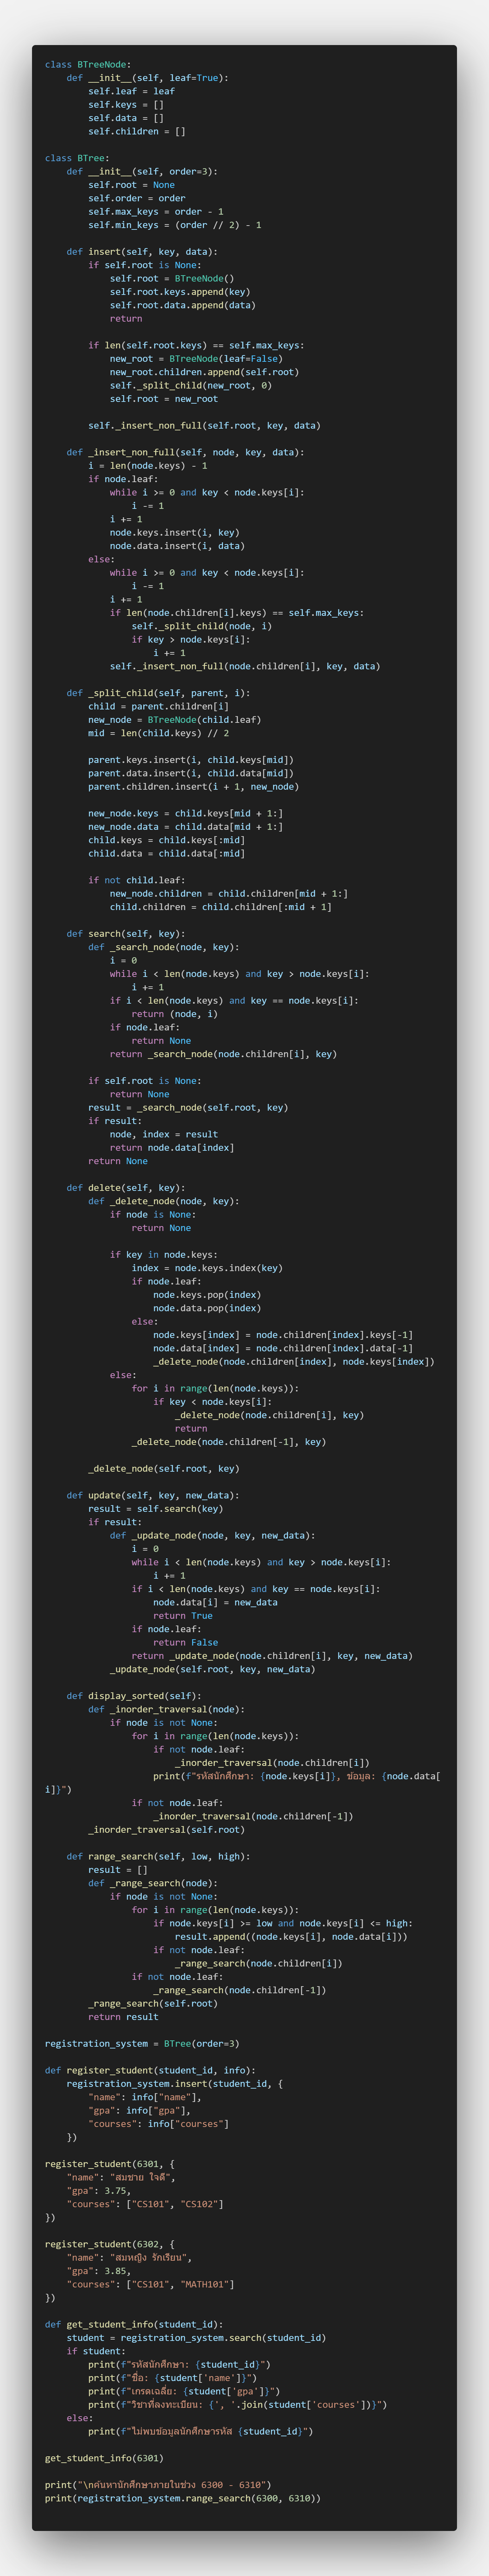 class BTreeNode:
    def __init__(self, leaf=True):
        self.leaf = leaf
        self.keys = []
        self.data = []
        self.children = []

class BTree:
    def __init__(self, order=3):
        self.root = None
        self.order = order
        self.max_keys = order - 1
        self.min_keys = (order // 2) - 1

    def insert(self, key, data):
        if self.root is None:
            self.root = BTreeNode()
            self.root.keys.append(key)
            self.root.data.append(data)
            return

        if len(self.root.keys) == self.max_keys:
            new_root = BTreeNode(leaf=False)
            new_root.children.append(self.root)
            self._split_child(new_root, 0)
            self.root = new_root

        self._insert_non_full(self.root, key, data)

    def _insert_non_full(self, node, key, data):
        i = len(node.keys) - 1
        if node.leaf:
            while i >= 0 and key < node.keys[i]:
                i -= 1
            i += 1
            node.keys.insert(i, key)
            node.data.insert(i, data)
        else:
            while i >= 0 and key < node.keys[i]:
                i -= 1
            i += 1
            if len(node.children[i].keys) == self.max_keys:
                self._split_child(node, i)
                if key > node.keys[i]:
                    i += 1
            self._insert_non_full(node.children[i], key, data)

    def _split_child(self, parent, i):
        child = parent.children[i]
        new_node = BTreeNode(child.leaf)
        mid = len(child.keys) // 2

        parent.keys.insert(i, child.keys[mid])
        parent.data.insert(i, child.data[mid])
        parent.children.insert(i + 1, new_node)

        new_node.keys = child.keys[mid + 1:]
        new_node.data = child.data[mid + 1:]
        child.keys = child.keys[:mid]
        child.data = child.data[:mid]

        if not child.leaf:
            new_node.children = child.children[mid + 1:]
            child.children = child.children[:mid + 1]

    def search(self, key):
        def _search_node(node, key):
            i = 0
            while i < len(node.keys) and key > node.keys[i]:
                i += 1
            if i < len(node.keys) and key == node.keys[i]:
                return (node, i)
            if node.leaf:
                return None
            return _search_node(node.children[i], key)

        if self.root is None:
            return None
        result = _search_node(self.root, key)
        if result:
            node, index = result
            return node.data[index]
        return None

    def delete(self, key):
        def _delete_node(node, key):
            if node is None:
                return None

            if key in node.keys:
                index = node.keys.index(key)
                if node.leaf:
                    node.keys.pop(index)
                    node.data.pop(index)
                else:
                    node.keys[index] = node.children[index].keys[-1]
                    node.data[index] = node.children[index].data[-1]
                    _delete_node(node.children[index], node.keys[index])
            else:
                for i in range(len(node.keys)):
                    if key < node.keys[i]:
                        _delete_node(node.children[i], key)
                        return
                _delete_node(node.children[-1], key)

        _delete_node(self.root, key)

    def update(self, key, new_data):
        result = self.search(key)
        if result:
            def _update_node(node, key, new_data):
                i = 0
                while i < len(node.keys) and key > node.keys[i]:
                    i += 1
                if i < len(node.keys) and key == node.keys[i]:
                    node.data[i] = new_data
                    return True
                if node.leaf:
                    return False
                return _update_node(node.children[i], key, new_data)
            _update_node(self.root, key, new_data)

    def display_sorted(self):
        def _inorder_traversal(node):
            if node is not None:
                for i in range(len(node.keys)):
                    if not node.leaf:
                        _inorder_traversal(node.children[i])
                    print(f"รหัสนักศึกษา: {node.keys[i]}, ข้อมูล: {node.data[
i]}")
                if not node.leaf:
                    _inorder_traversal(node.children[-1])
        _inorder_traversal(self.root)

    def range_search(self, low, high):
        result = []
        def _range_search(node):
            if node is not None:
                for i in range(len(node.keys)):
                    if node.keys[i] >= low and node.keys[i] <= high:
                        result.append((node.keys[i], node.data[i]))
                    if not node.leaf:
                        _range_search(node.children[i])
                if not node.leaf:
                    _range_search(node.children[-1])
        _range_search(self.root)
        return result

registration_system = BTree(order=3)

def register_student(student_id, info):
    registration_system.insert(student_id, {
        "name": info["name"],
        "gpa": info["gpa"],
        "courses": info["courses"]
    })

register_student(6301, {
    "name": "สมชาย ใจดี",
    "gpa": 3.75,
    "courses": ["CS101", "CS102"]
})

register_student(6302, {
    "name": "สมหญิง รักเรียน",
    "gpa": 3.85,
    "courses": ["CS101", "MATH101"]
})

def get_student_info(student_id):
    student = registration_system.search(student_id)
    if student:
        print(f"รหัสนักศึกษา: {student_id}")
        print(f"ชื่อ: {student['name']}")
        print(f"เกรดเฉลี่ย: {student['gpa']}")
        print(f"วิชาที่ลงทะเบียน: {', '.join(student['courses'])}")
    else:
        print(f"ไม่พบข้อมูลนักศึกษารหัส {student_id}")

get_student_info(6301)

print("\nค้นหานักศึกษาภายในช่วง 6300 - 6310")
print(registration_system.range_search(6300, 6310))